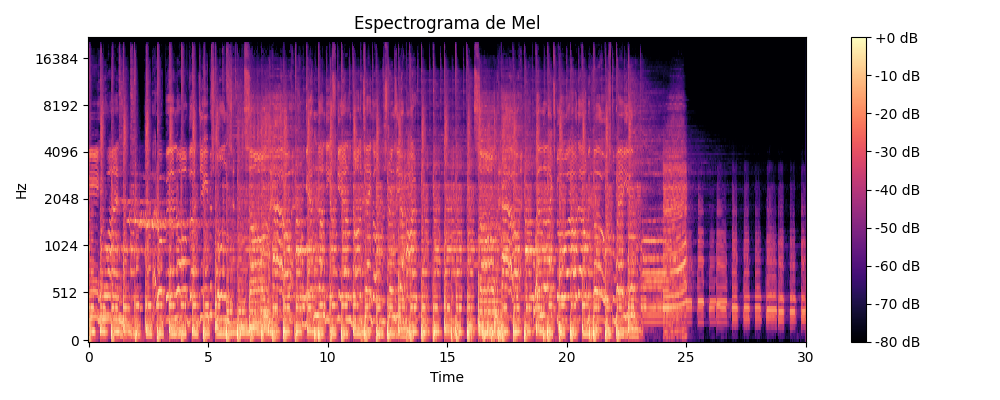 Espectrograma de Mel
Hz
16384
8192
4096
2048
1024
512
0
0 5 10 15 20 25 30
Time
+0 dB
-10 dB
-20 dB
-30 dB
-40 dB
-50 dB
-60 dB
-70 dB
-80 dB